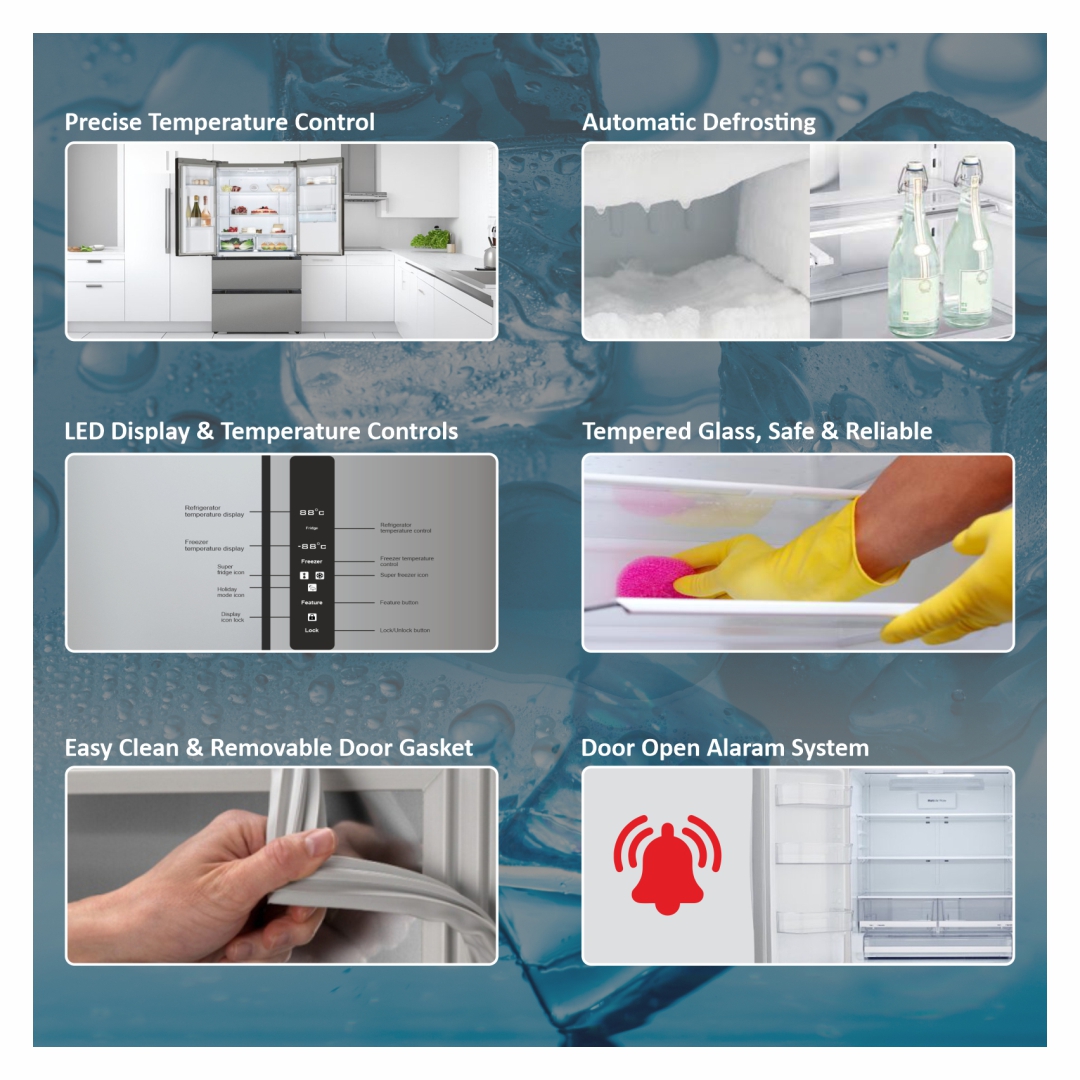 Precise Temperature Control
Automatic Defrosting
LED Display & Temperature Controls
Tempered Glass, Safe & Reliable
Refrigerator
temperature display
88°c
Fridge
Refrigerator
temperature control
Freezer
temperature display
-88°c
Freezer
Freezer temperature
control
Super
fridge icon
Super freezer icon
Holiday
mode icon
Feature
Feature button
Display
icon lock
Lock
Lock/Unlock button
Easy Clean & Removable Door Gasket
Door Open Alaram System